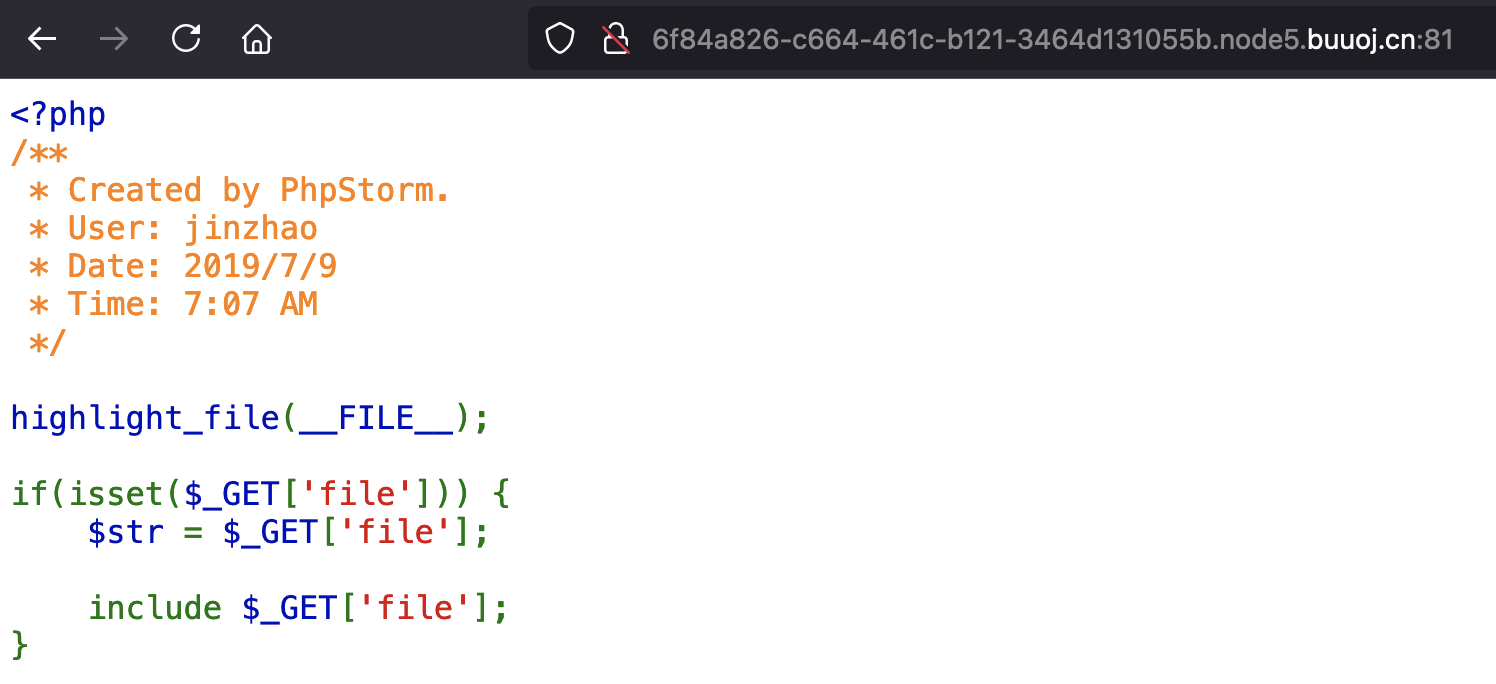 6f84a826-c664-461c-b121-3464d131055b.node5.buuoj.cn:81
<?php
/**
 * Created by PhpStorm.
 * User: jinzhao
 * Date: 2019/7/9
 * Time: 7:07 AM
 */
highlight_file(__FILE__);
if(isset($_GET['file'])) {
    $str = $_GET['file'];
    include $_GET['file'];
}